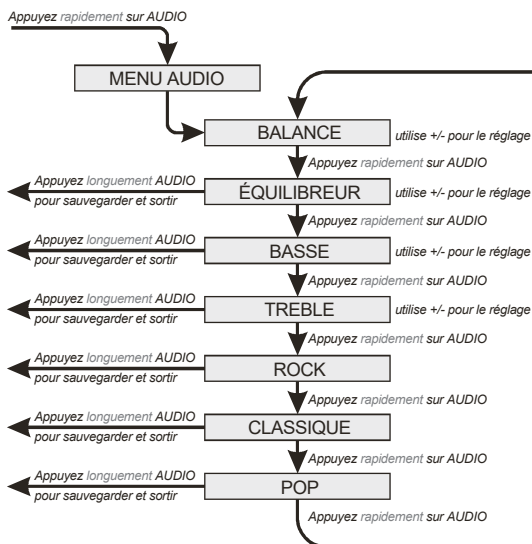 Appuyez rapidement sur AUDIO
MENU AUDIO
BALANCE utilise +/- pour le réglage
Appuyez rapidement sur AUDIO
Appuyez longuement AUDIO
pour sauvegarder et sortir
ÉQUILIBREUR utilise +/- pour le réglage
Appuyez rapidement sur AUDIO
Appuyez longuement AUDIO
pour sauvegarder et sortir
BASSE utilise +/- pour le réglage
Appuyez rapidement sur AUDIO
Appuyez longuement AUDIO
pour sauvegarder et sortir
TREBLE utilise +/- pour le réglage
Appuyez rapidement sur AUDIO
Appuyez longuement AUDIO
pour sauvegarder et sortir
ROCK
Appuyez rapidement sur AUDIO
Appuyez longuement AUDIO
pour sauvegarder et sortir
CLASSIQUE
Appuyez rapidement sur AUDIO
Appuyez longuement AUDIO
pour sauvegarder et sortir
POP
Appuyez rapidement sur AUDIO